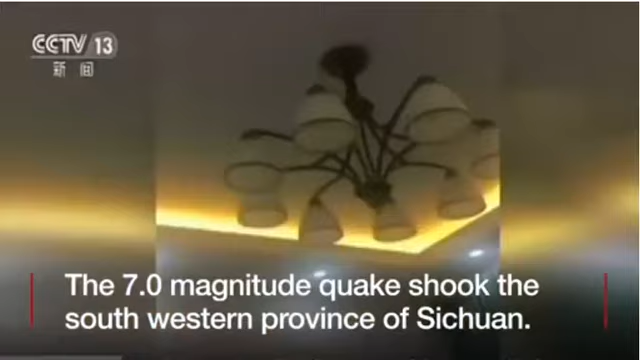 CCTV 13
新闻
The 7.0 magnitude quake shook the
south western province of Sichuan.